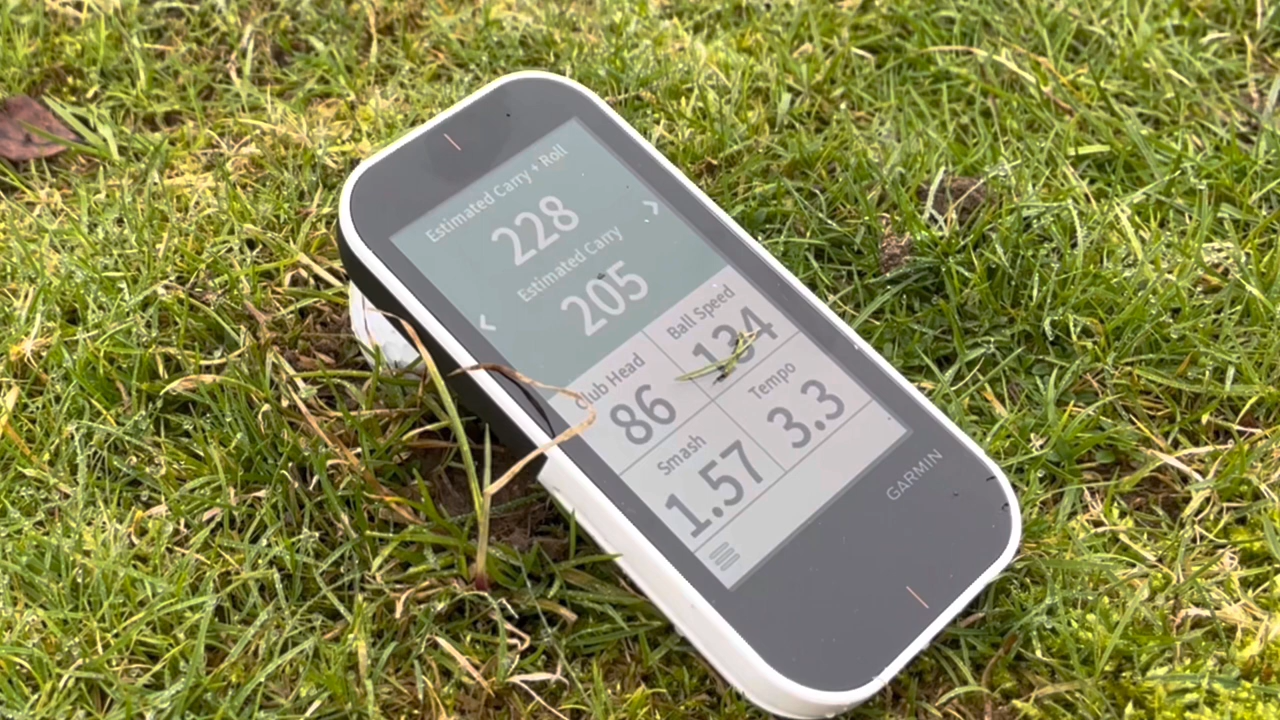 Estimated Carry + Roll
228
Estimated Carry
205
Club Head
86
Ball Speed
134
Smash
1.57
Tempo
3.3
GARMIN